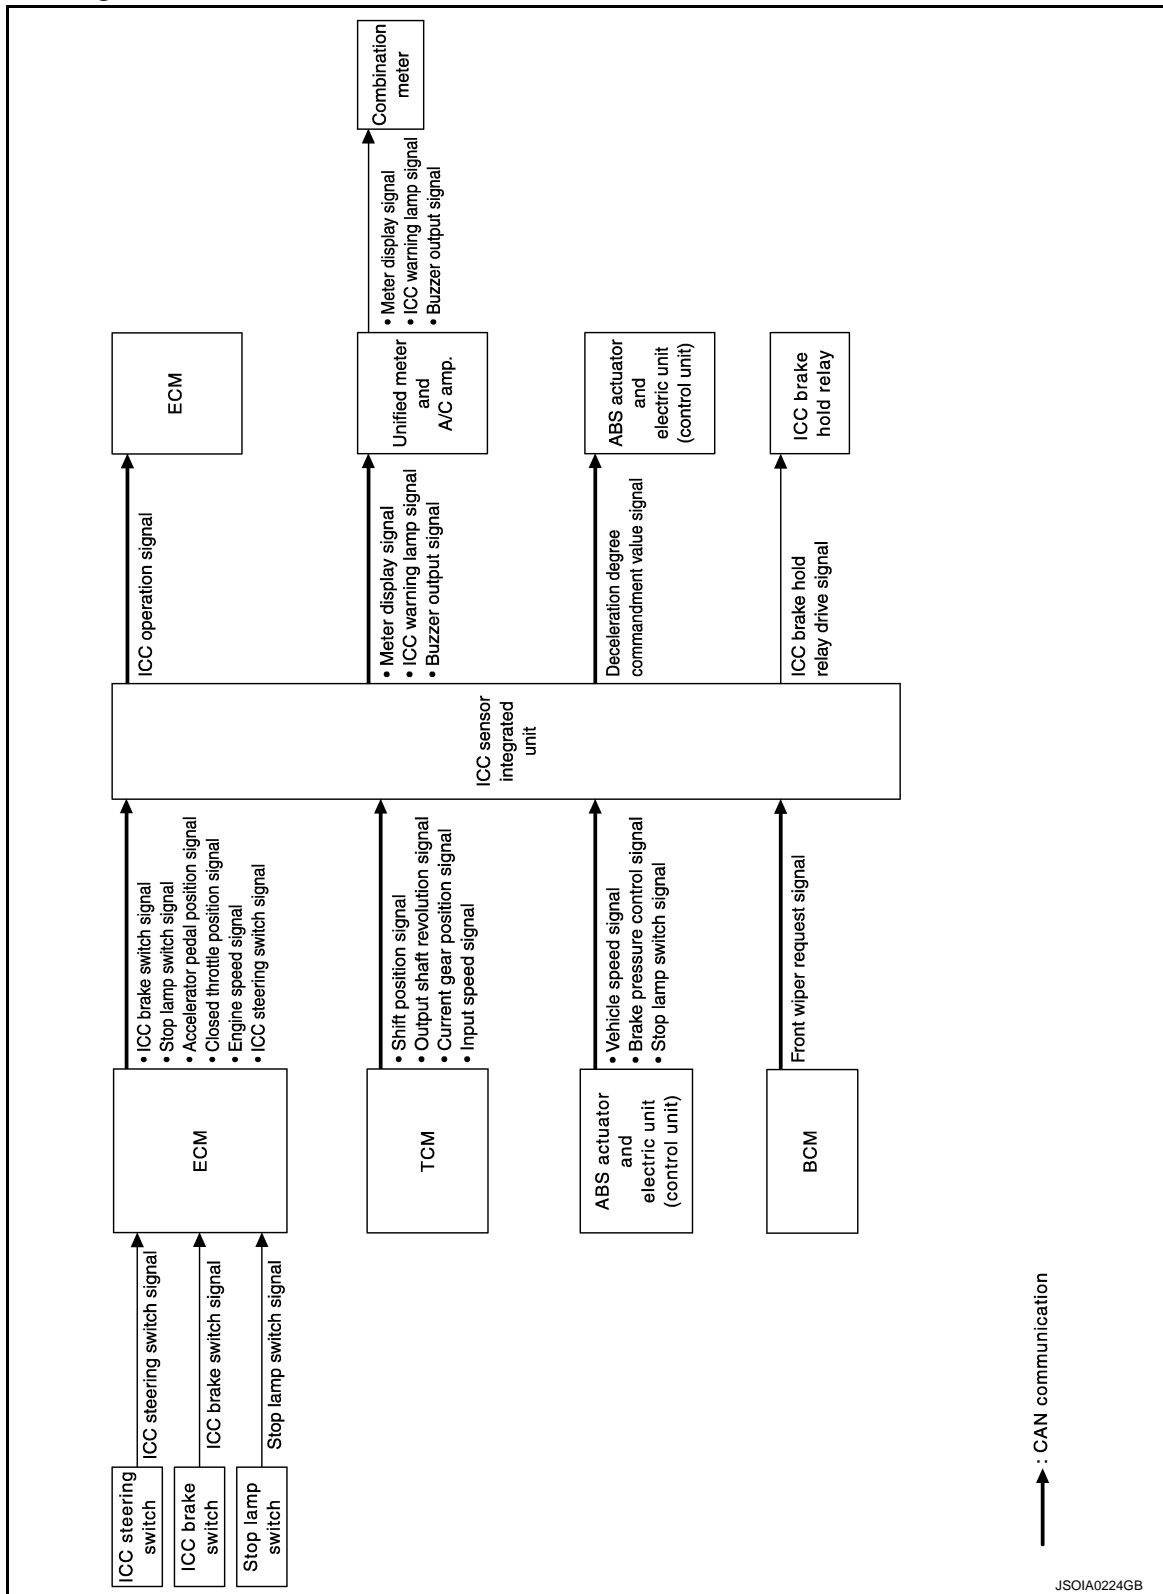 ICC steering
switch
ICC brake
switch
Stop lamp
switch
ICC steering switch signal
ICC brake switch signal
Stop lamp switch signal
ECM
• ICC brake switch signal
• Stop lamp switch signal
• Accelerator pedal position signal
• Closed throttle position signal
• Engine speed signal
• ICC steering switch signal
TCM
• Shift position signal
• Output shaft revolution signal
• Current gear position signal
• Input speed signal
ABS actuator
and
electric unit
(control unit)
• Vehicle speed signal
• Brake pressure control signal
• Stop lamp switch signal
BCM
Front wiper request signal
ICC sensor
integrated
unit
ICC operation signal
ECM
• Meter display signal
• ICC warning lamp signal
• Buzzer output signal
Unified meter
and
A/C amp.
• Meter display signal
• ICC warning lamp signal
• Buzzer output signal
Combination
meter
Deceleration degree
commandment value signal
ABS actuator
and
electric unit
(control unit)
ICC brake hold
relay drive signal
ICC brake
hold relay
: CAN communication
JSOIA0224GB